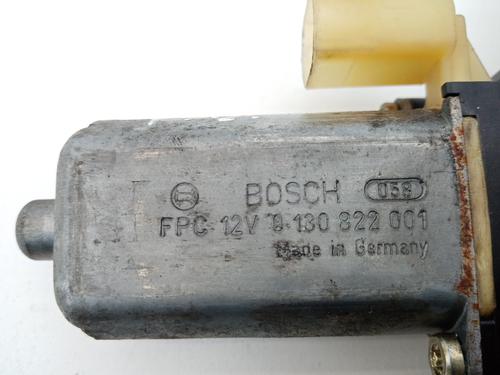 BOSCH 058
FPC 12V 0 130 822 001
Made in Germany